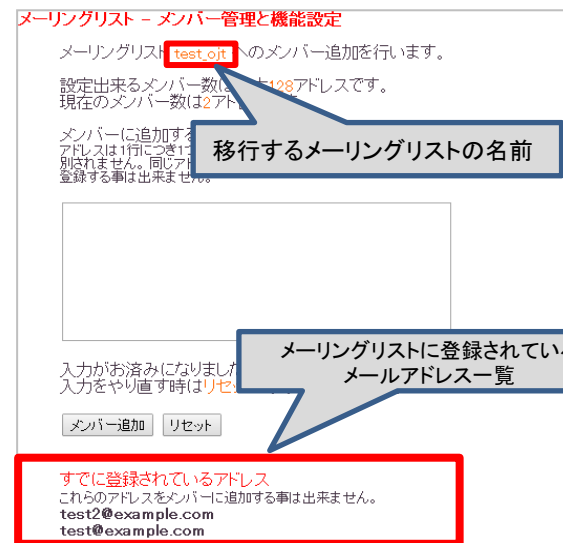 メーリングリスト - メンバー管理と機能設定
メーリングリスト test_ojt へのメンバー追加を行います。
設定出来るメンバー数は 128アドレスです。
現在のメンバー数は2アド
移行するメーリングリストの名前
メンバーに追加する
アドレスは1行につき1つ
別されません。同じア
登録する事は出来ません。
メーリングリストに登録されてい
メールアドレス一覧
入力がお済みになりました
入力をやり直す時はリセッ
メンバー追加 リセット
すでに登録されているアドレス
これらのアドレスをメンバーに追加する事は出来ません。
test2@example.com
test@example.com